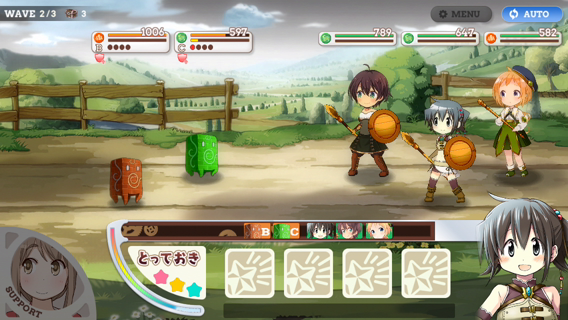 WAVE 2/3 3
MENU
AUTO
1006
B
597
C
789
647
582
B C
とっておき
SUPPORT